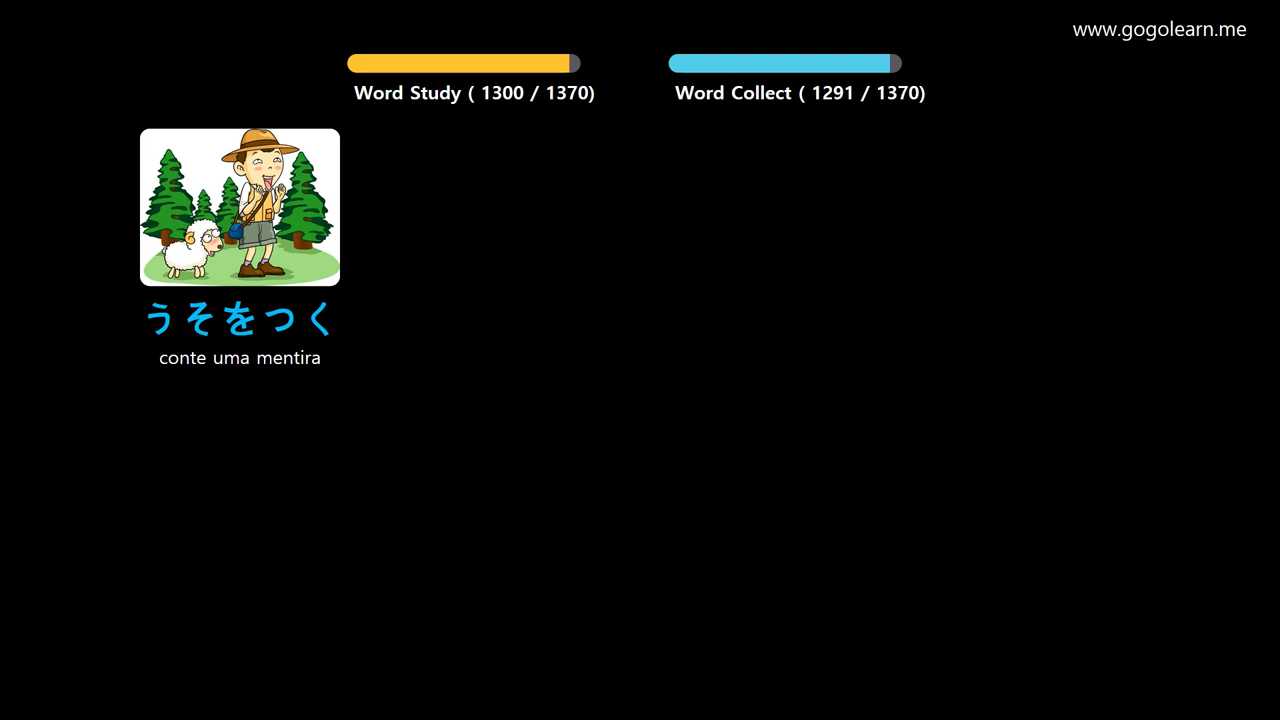 www.gogolearn.me
Word Study ( 1300 / 1370)
Word Collect ( 1291 / 1370)
うそをつく
conte uma mentira